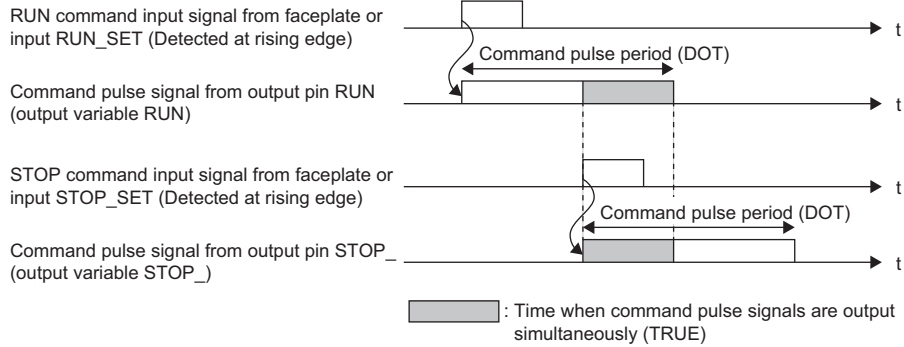 RUN command input signal from faceplate or
input RUN_SET (Detected at rising edge)
t
Command pulse period (DOT)
Command pulse signal from output pin RUN
(output variable RUN)
t
STOP command input signal from faceplate or
input STOP_SET (Detected at rising edge)
t
Command pulse period (DOT)
Command pulse signal from output pin STOP_
(output variable STOP_)
t
: Time when command pulse signals are output
simultaneously (TRUE)